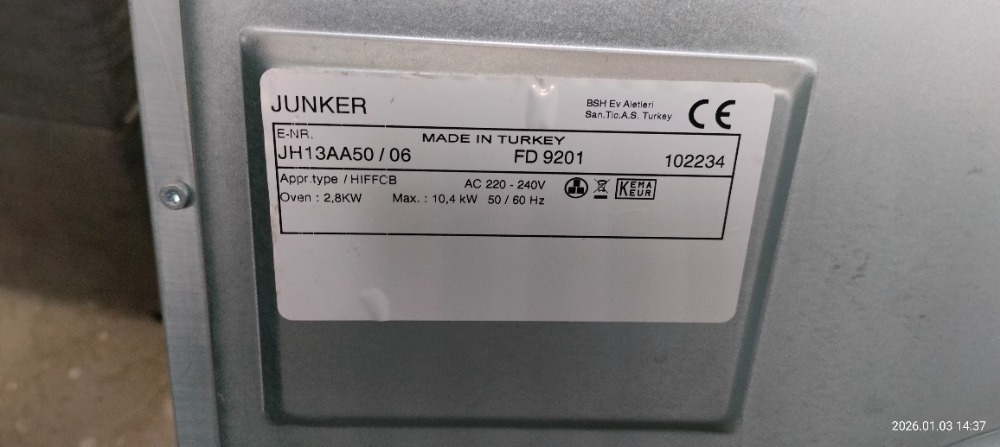 JUNKER
BSH Ev Aletleri
San.Tic.A.S. Turkey
CE
E-NR.
MADE IN TURKEY
JH13AA50 / 06 FD 9201 102234
Appr.type / HIFFCB AC 220 - 240V
KEMA
EUR
Oven : 2,8KW Max. : 10,4 kW 50 / 60 Hz
2026.01.03 14:37